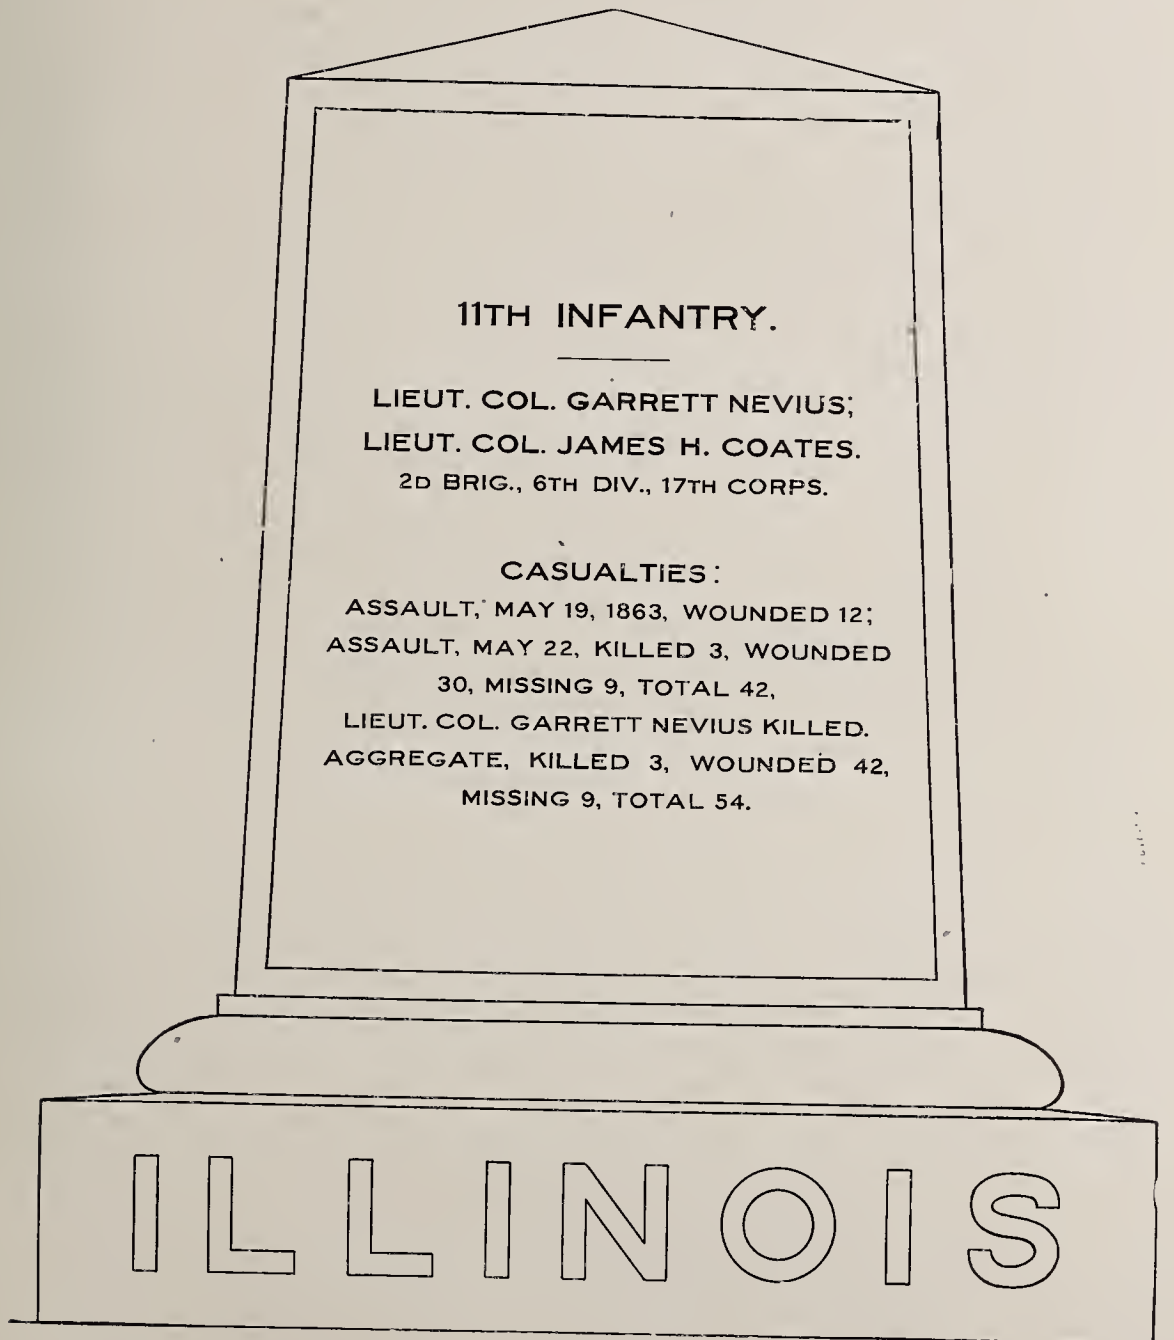 11TH INFANTRY.
LIEUT. COL. GARRETT NEVIUS;
LIEUT. COL. JAMES H. COATES.
2D BRIG., 6TH DIV., 17TH CORPS.
CASUALTIES:
ASSAULT, MAY 19, 1863, WOUNDED 12;
ASSAULT, MAY 22, KILLED 3, WOUNDED
30, MISSING 9, TOTAL 42,
LIEUT. COL. GARRETT NEVIUS KILLED.
AGGREGATE, KILLED 3, WOUNDED 42,
MISSING 9, TOTAL 54.
ILLINOIS